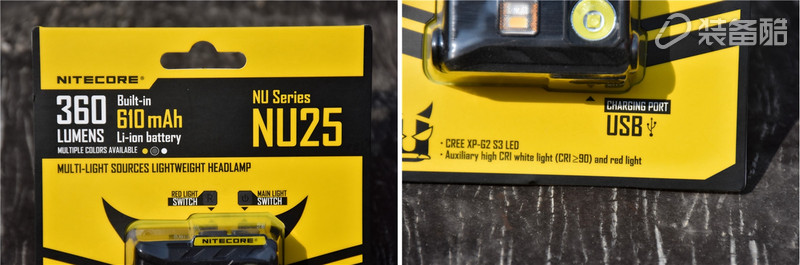 NITECORE®
360
LUMENS
Built-in
610 mAh
Li-ion battery
MULTIPLE COLORS AVAILABLE
NU Series
NU25
MULTI-LIGHT SOURCES LIGHTWEIGHT HEADLAMP
RED LIGHT
SWITCH
MAIN LIGHT
SWITCH
NITECORE®
装备酷
CHARGING PORT
USB
· CREE XP-G2 S3 LED
· Auxiliary high CRI white light (CRI ≥90) and red light